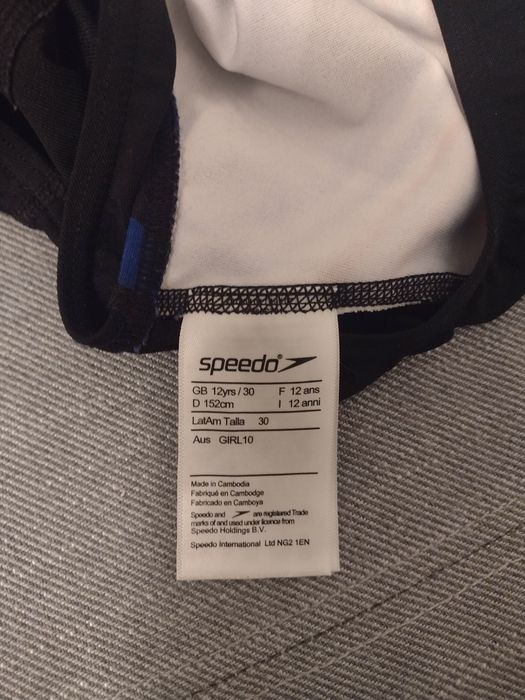 speedo®
GB 12yrs / 30 F 12 ans
D 152cm I 12 anni
LatAm Talla 30
Aus GIRL10
Made in Cambodia
Fabriqué en Cambodge
Fabricado en Camboya
Speedo and are registered Trade
marks of and used under licence from
Speedo Holdings B.V.
Speedo International Ltd NG2 1EN